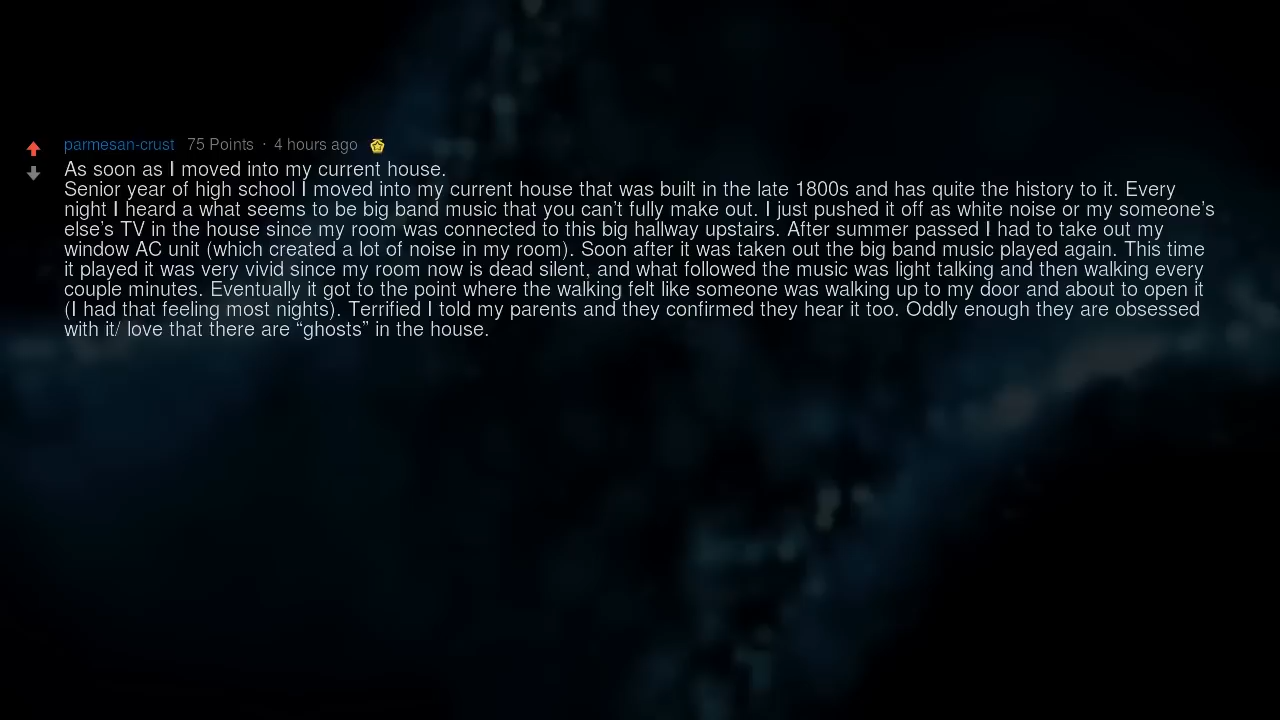 parmesan-crust 75 Points · 4 hours ago
As soon as I moved into my current house.
Senior year of high school I moved into my current house that was built in the late 1800s and has quite the history to it. Every
night I heard a what seems to be big band music that you can’t fully make out. I just pushed it off as white noise or my someone’s
else’s TV in the house since my room was connected to this big hallway upstairs. After summer passed I had to take out my
window AC unit (which created a lot of noise in my room). Soon after it was taken out the big band music played again. This time
it played it was very vivid since my room now is dead silent, and what followed the music was light talking and then walking every
couple minutes. Eventually it got to the point where the walking felt like someone was walking up to my door and about to open it
(I had that feeling most nights). Terrified I told my parents and they confirmed they hear it too. Oddly enough they are obsessed
with it/ love that there are “ghosts” in the house.